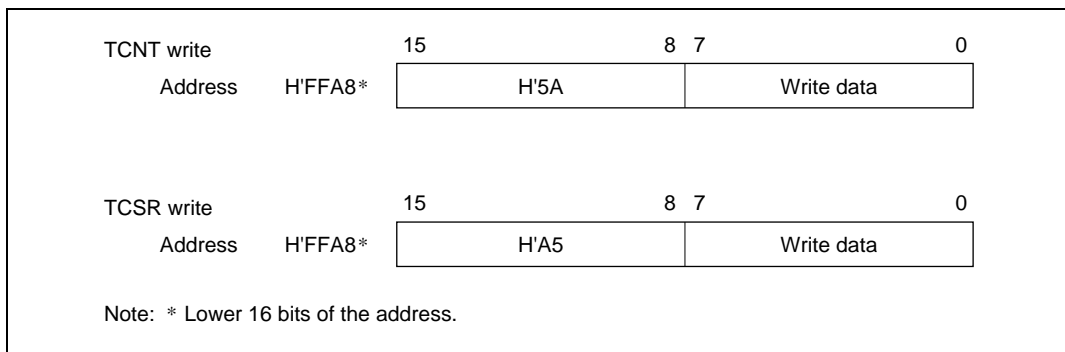 TCNT write 15 8 7 0
Address H'FFA8* H'5A Write data
TCSR write 15 8 7 0
Address H'FFA8* H'A5 Write data
Note: * Lower 16 bits of the address.